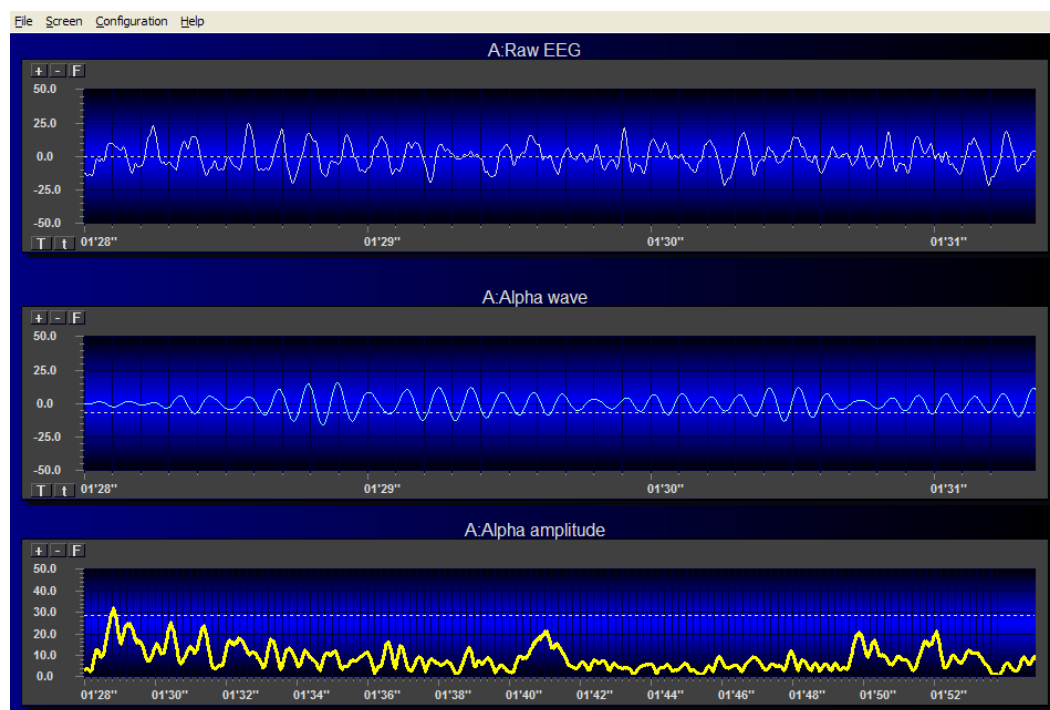 File Screen Configuration Help
A:Raw EEG
+ - F
50.0
25.0
0.0
-25.0
-50.0
T t 01'28'' 01'29'' 01'30'' 01'31''
A:Alpha wave
+ - F
50.0
25.0
0.0
-25.0
-50.0
T t 01'28'' 01'29'' 01'30'' 01'31''
A:Alpha amplitude
+ - F
50.0
40.0
30.0
20.0
10.0
0.0
01'28'' 01'30'' 01'32'' 01'34'' 01'36'' 01'38'' 01'40'' 01'42'' 01'44'' 01'46'' 01'48'' 01'50'' 01'52''